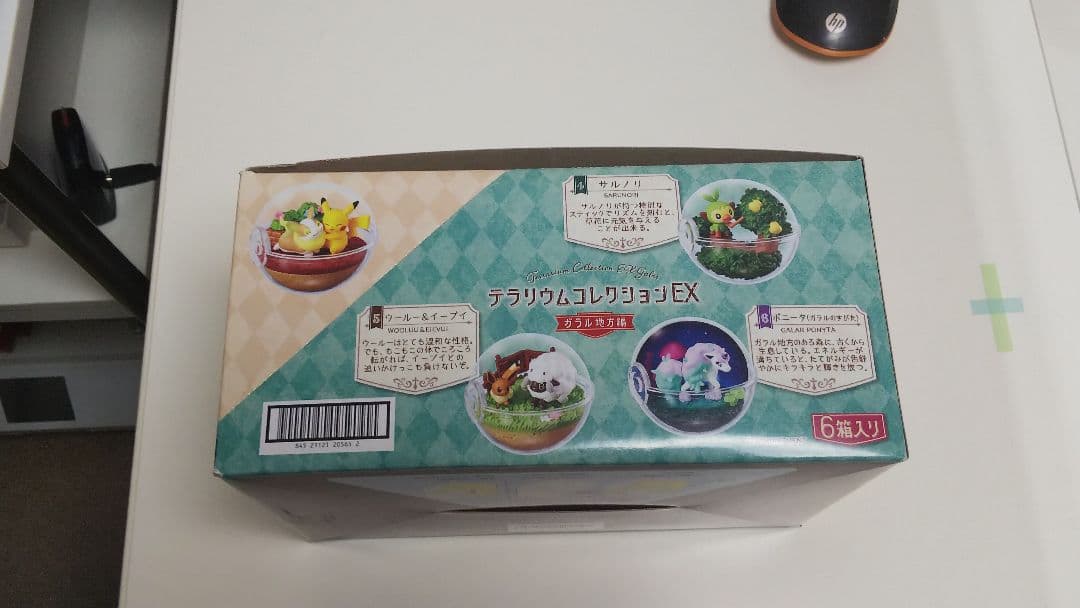 hp
4 サルノリ
SARUNORI
サルノリが持つ特別な
スティックでリズムを刻むと、
草花に元気を与える
ことが出来る。
Terrarium Collection EX Galar
テラリウムコレクションEX
ガラル地方編
5 ウールー&イーブイ
WOOLUU & EIEVUI
ウールーはとても温和な性格。
でも、もこもこの体でころころ
転がれば、イーブイとの
追いかけっこも負けないぞ。
6 ポニータ(ガラルのすがた)
GALAR PONYTA
ガラル地方のある森に、古くから
生息している。エネルギーが
満ちていると、たてがみが色鮮
やかにキラキラと輝きを放つ。
6箱入り